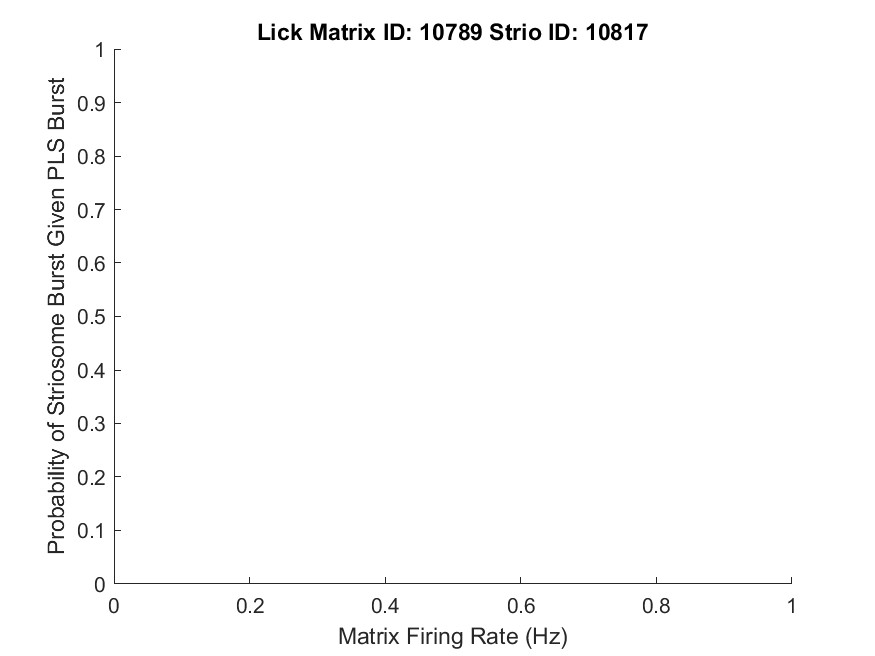 Lick Matrix ID: 10789 Strio ID: 10817
Probability of Striosome Burst Given PLS Burst
1
0.9
0.8
0.7
0.6
0.5
0.4
0.3
0.2
0.1
0
0 0.2 0.4 0.6 0.8 1
Matrix Firing Rate (Hz)